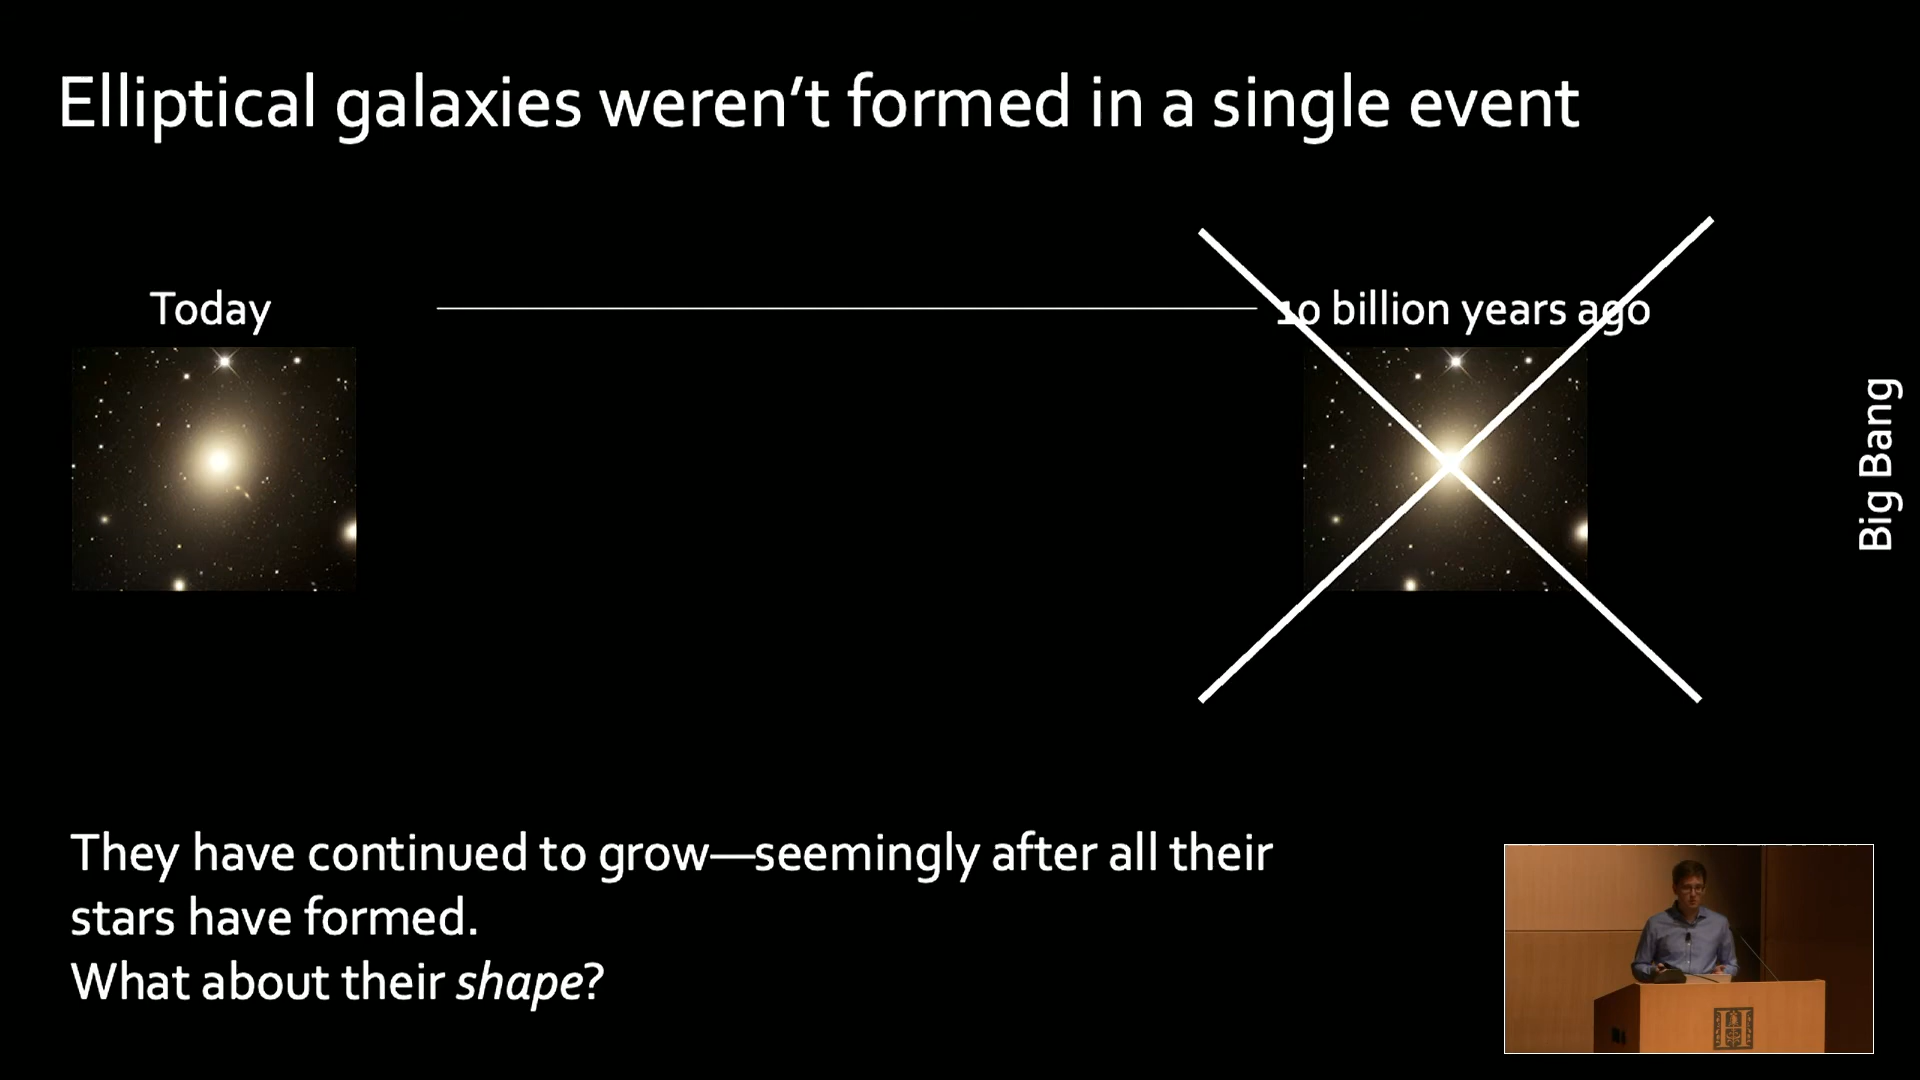 Elliptical galaxies weren’t formed in a single event
Today
10 billion years ago
Big Bang
They have continued to grow—seemingly after all their
stars have formed.
What about their shape?
H